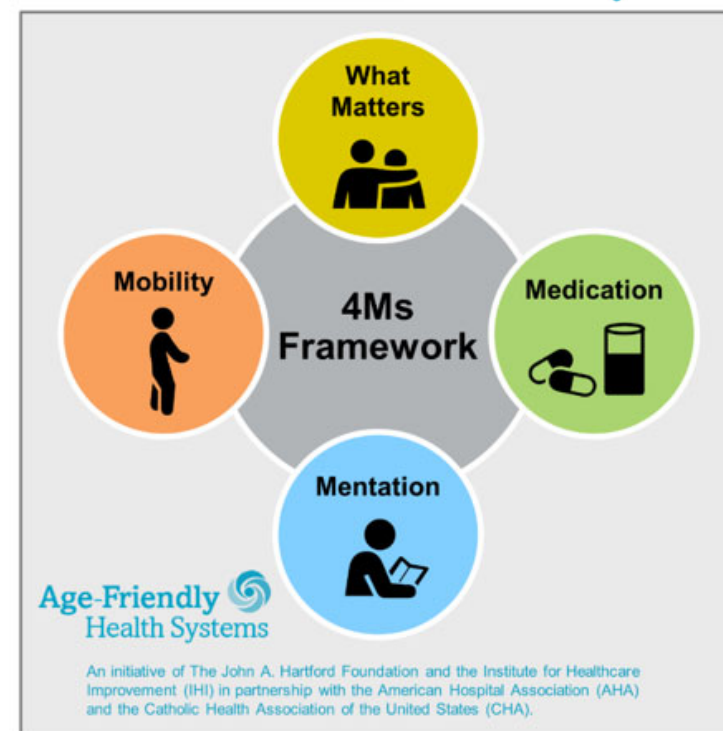 What
Matters
Mobility
4Ms
Framework
Medication
Mentation
Age-Friendly
Health Systems
An initiative of The John A. Hartford Foundation and the Institute for Healthcare
Improvement (IHI) in partnership with the American Hospital Association (AHA)
and the Catholic Health Association of the United States (CHA).